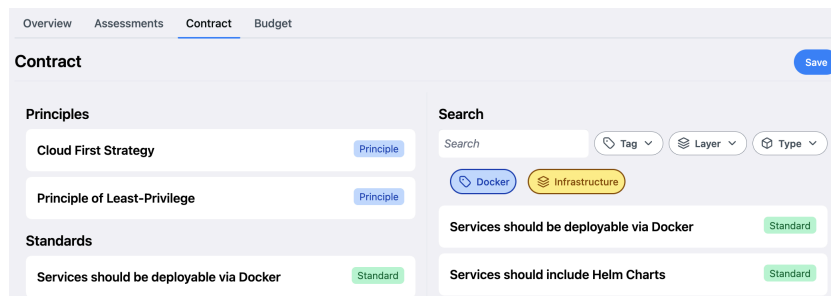 Overview Assessments Contract Budget
Contract
Save
Principles
Cloud First Strategy Principle
Principle of Least-Privilege Principle
Standards
Services should be deployable via Docker Standard
Search
Search Tag Layer Type
Docker Infrastructure
Services should be deployable via Docker Standard
Services should include Helm Charts Standard